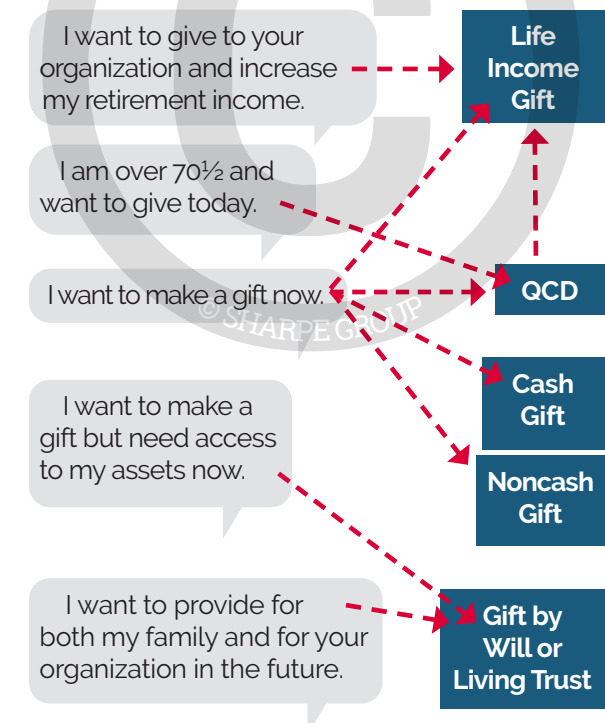 I want to give to your
organization and increase
my retirement income.
Life
Income
Gift
I am over 70½ and
want to give today.
I want to make a gift now.
QCD
© SHARPE GROUP
Cash
Gift
I want to make a
gift but need access
to my assets now.
Noncash
Gift
I want to provide for
both my family and for your
organization in the future.
Gift by
Will or
Living Trust